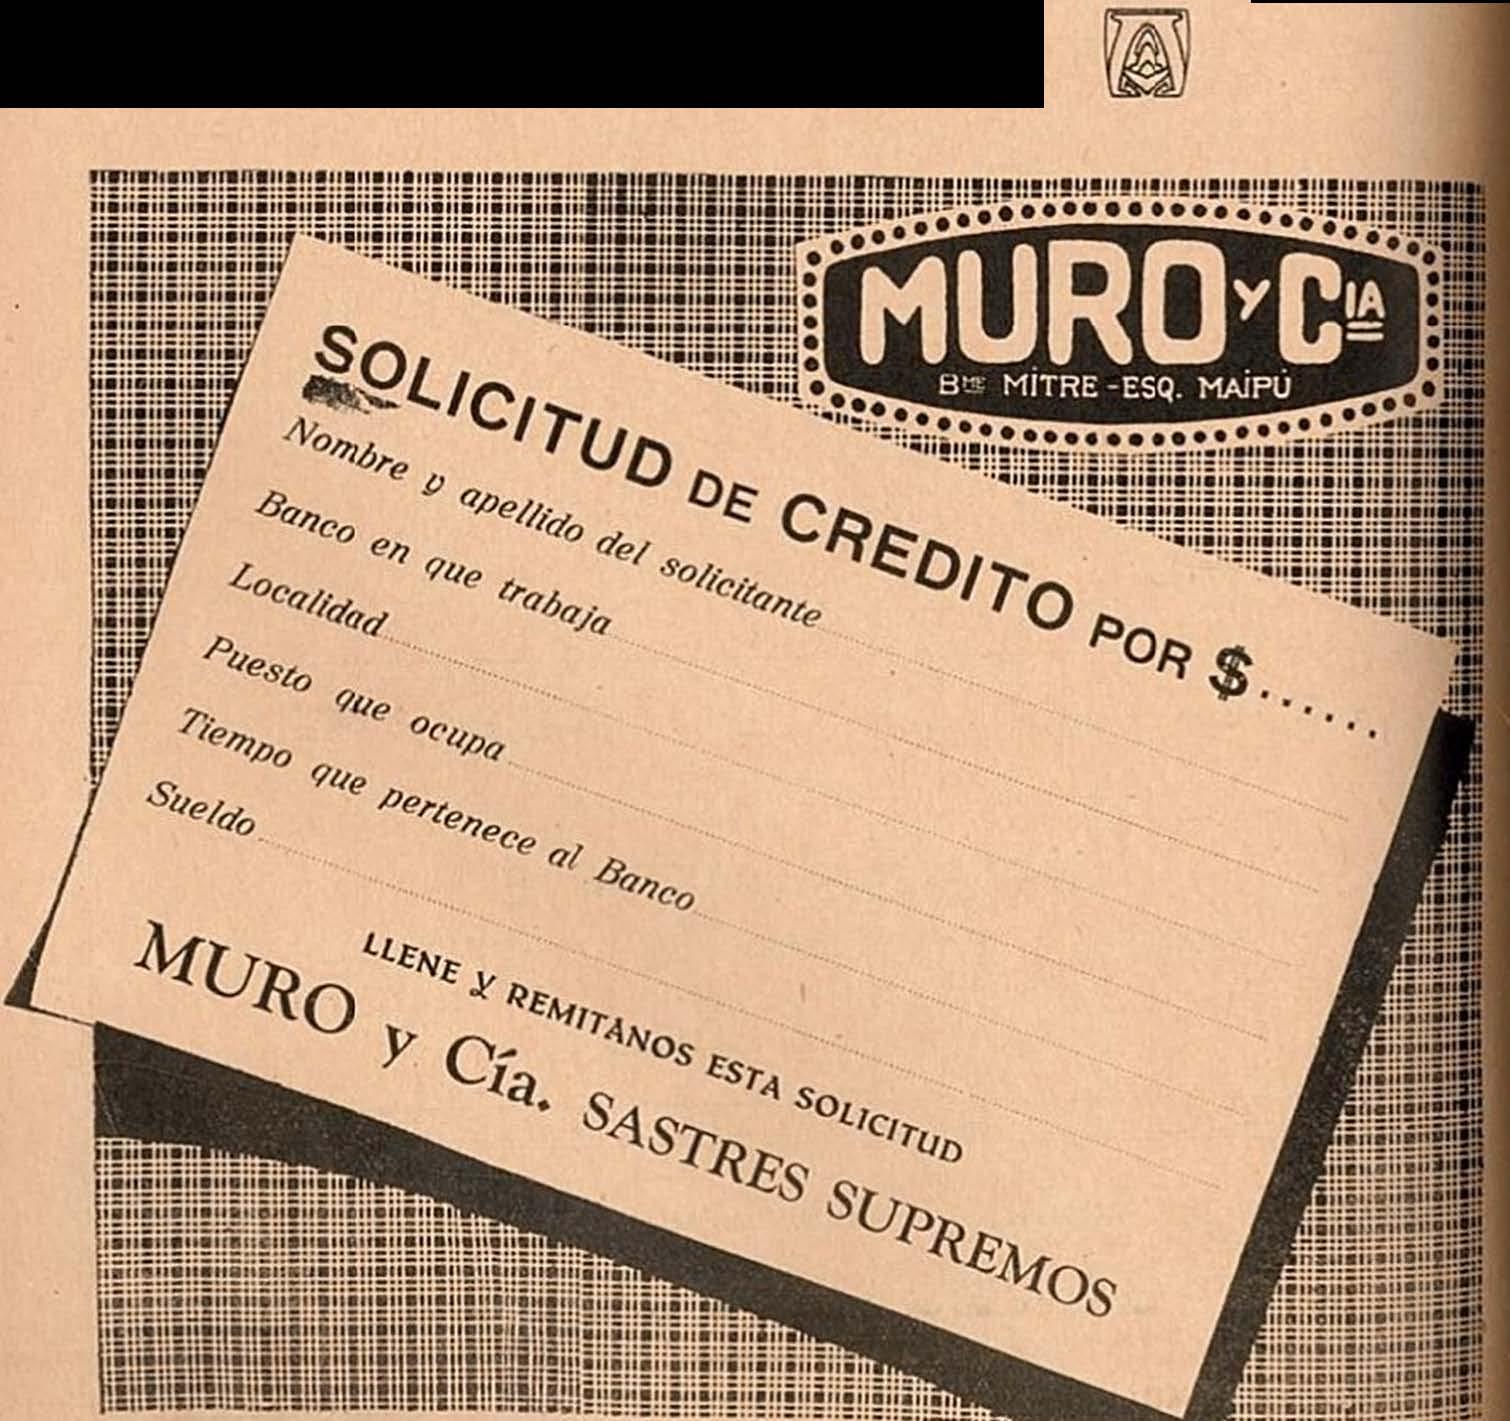 MURO Y CIA
BME MITRE - ESQ. MAIPÚ
SOLICITUD DE CREDITO POR $......
Nombre y apellido del solicitante
Banco en que trabaja
Localidad
Puesto que ocupa
Tiempo que pertenece al Banco
Sueldo
LLENE Y REMITANOS ESTA SOLICITUD
MURO y Cía. SASTRES SUPREMOS